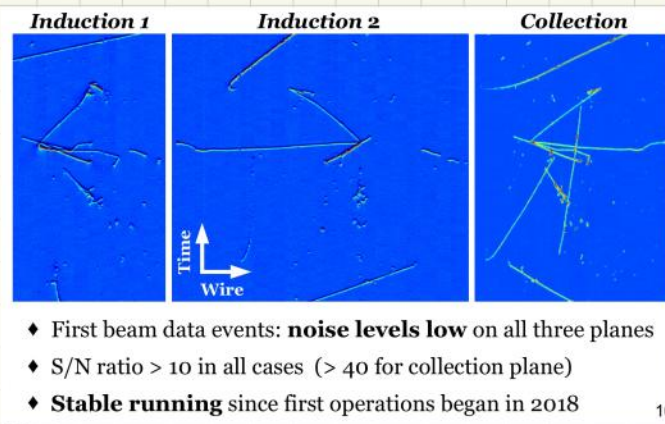 Induction 1 Induction 2 Collection
Time
Wire
♦ First beam data events: noise levels low on all three planes
♦ S/N ratio > 10 in all cases (> 40 for collection plane)
♦ Stable running since first operations began in 2018